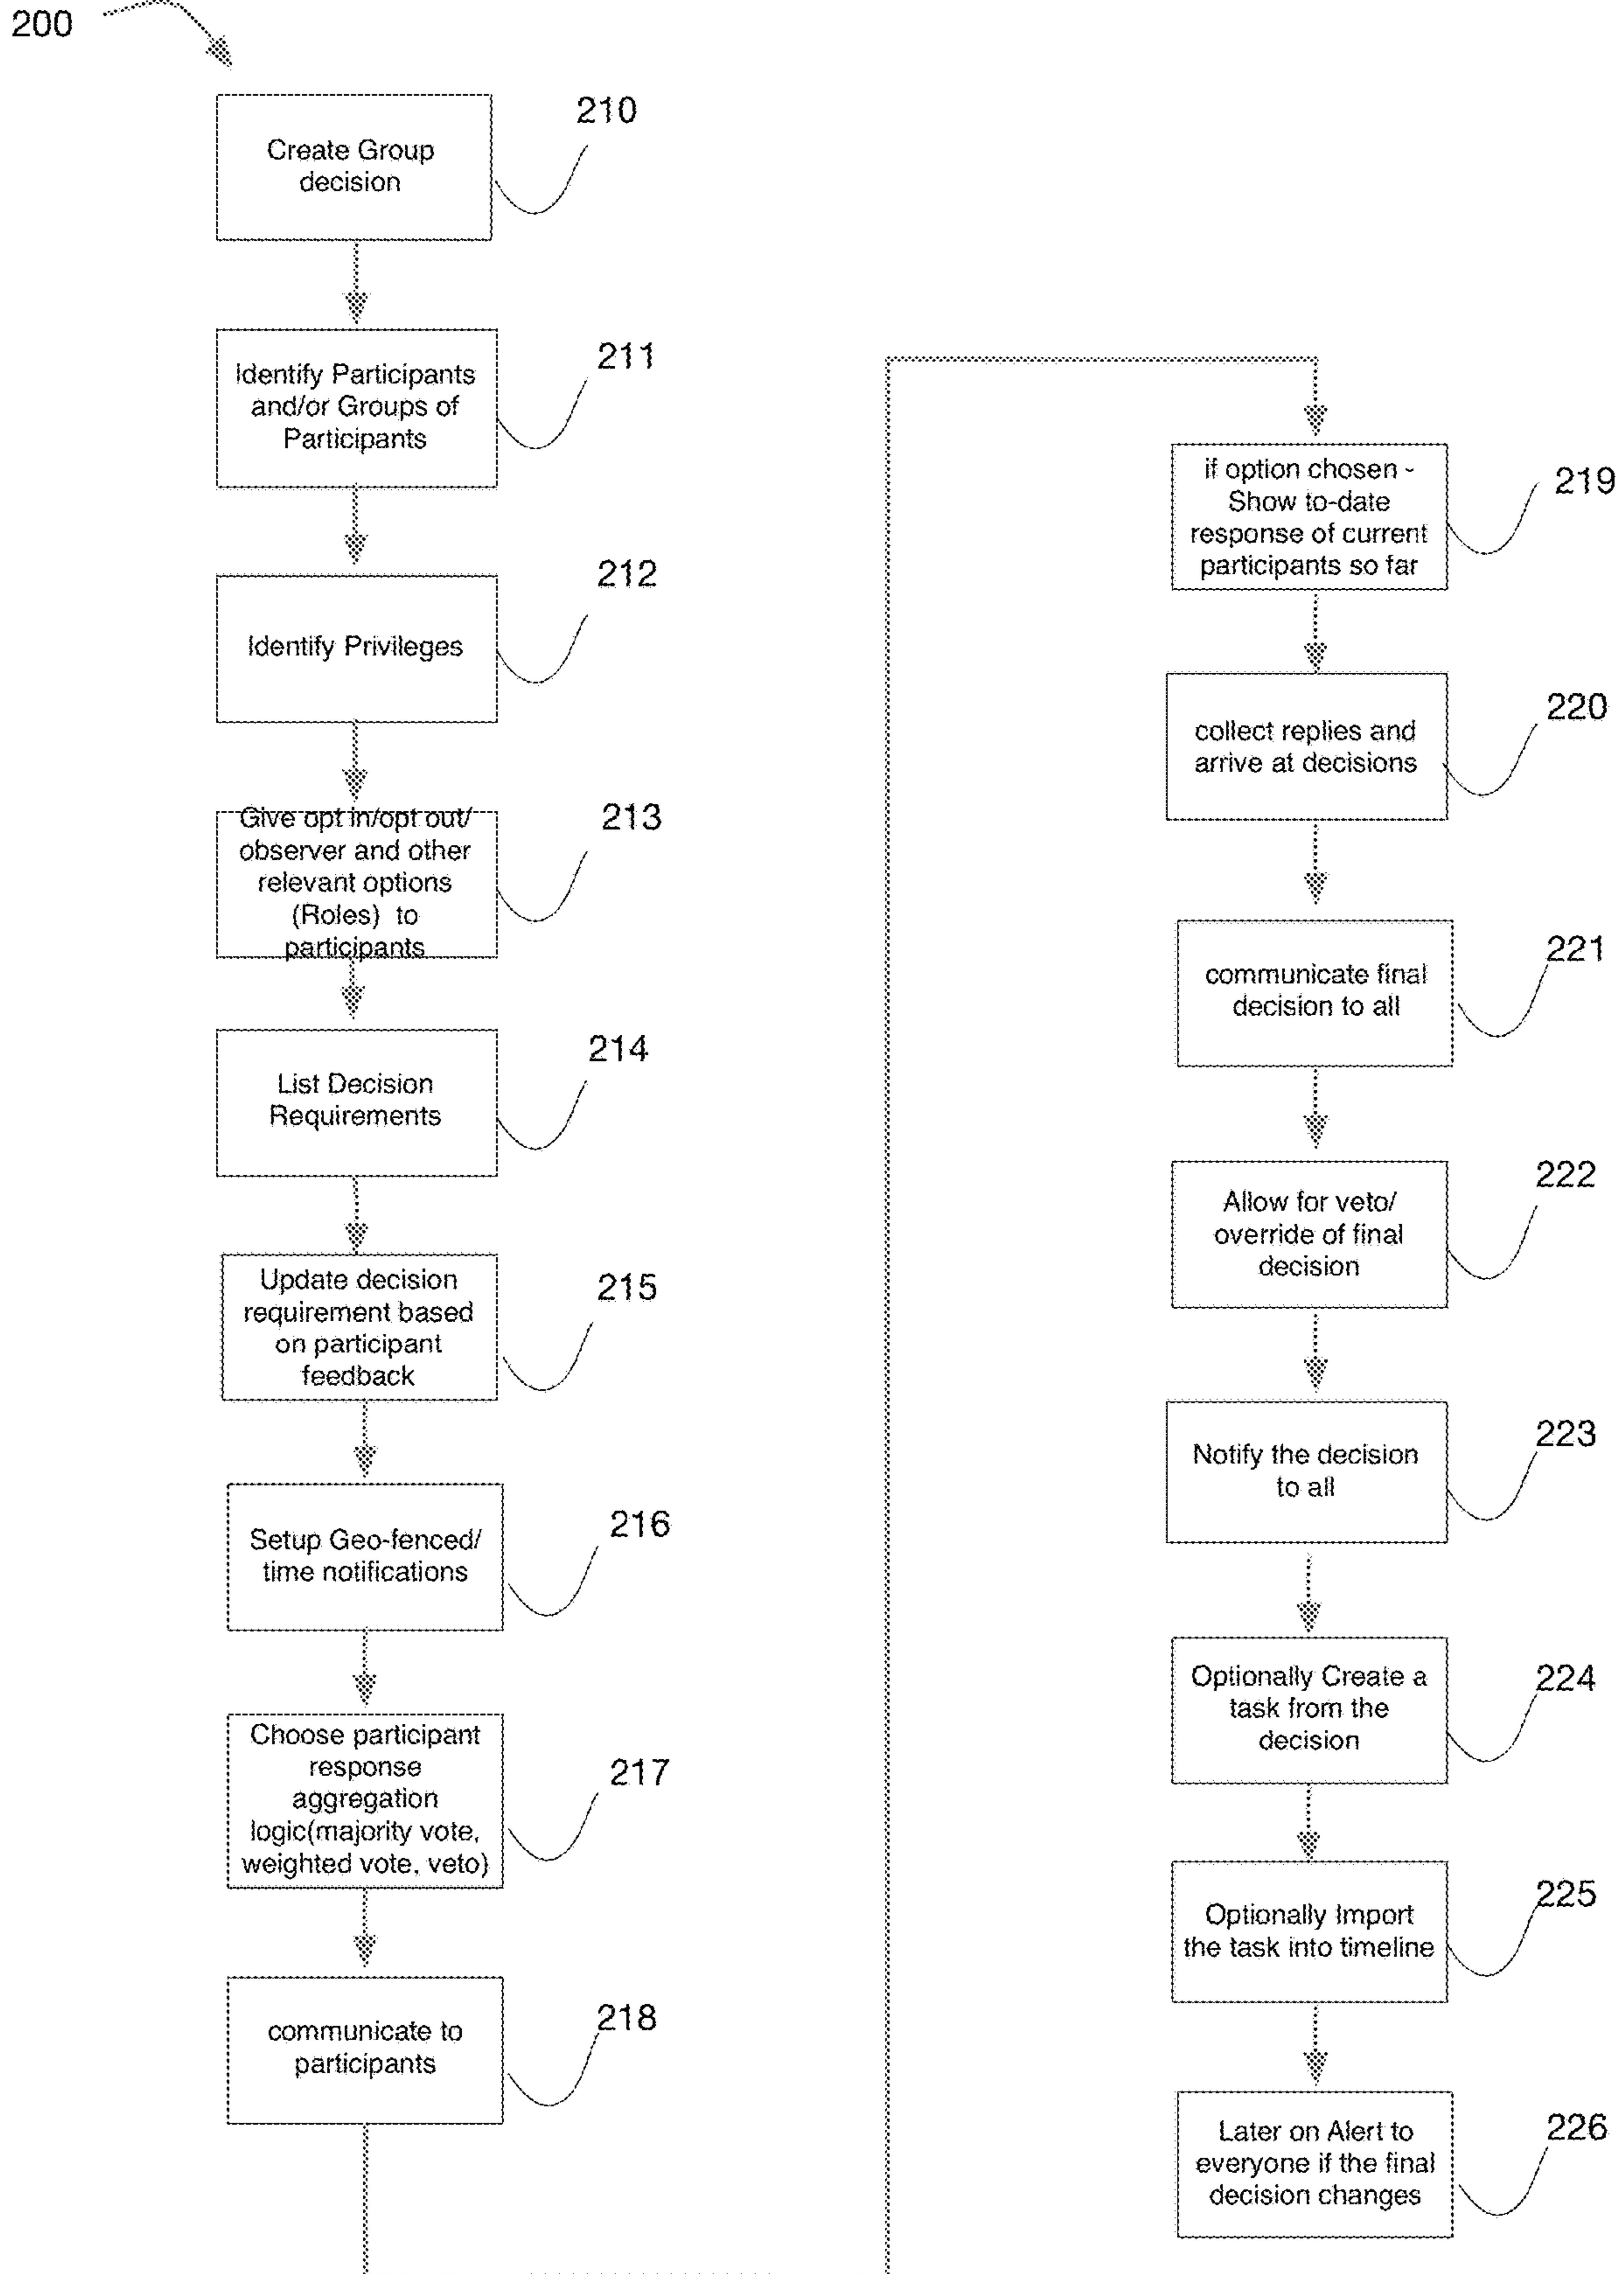 200
Create Group
decision
210
Identify Participants
and/or Groups of
Participants
211
Identify Privileges
212
Give opt in/opt out/
observer and other
relevant options
(Roles) to
participants
213
List Decision
Requirements
214
Update decision
requirement based
on participant
feedback
215
Setup Geo-fenced/
time notifications
216
Choose participant
response
aggregation
logic(majority vote,
weighted vote, veto)
217
communicate to
participants
218
if option chosen -
Show to-date
response of current
participants so far
219
collect replies and
arrive at decisions
220
communicate final
decision to all
221
Allow for veto/
override of final
decision
222
Notify the decision
to all
223
Optionally Create a
task from the
decision
224
Optionally Import
the task into timeline
225
Later on Alert to
everyone if the final
decision changes
226